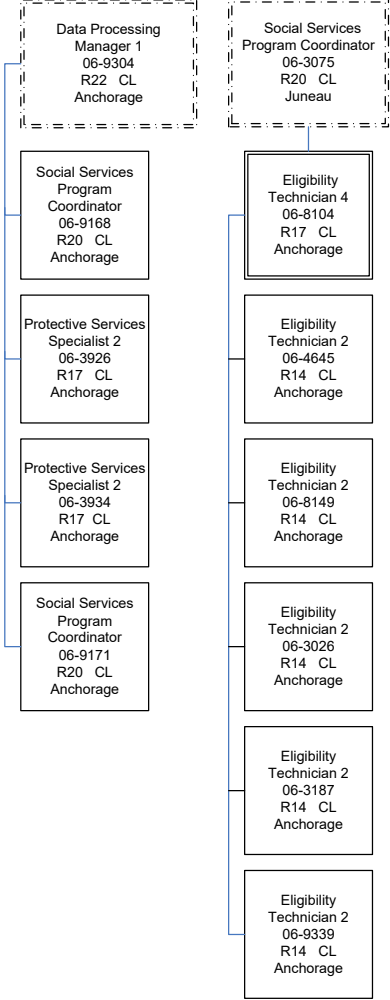 Data Processing
Manager 1
06-9304
R22 CL
Anchorage
Social Services
Program
Coordinator
06-9168
R20 CL
Anchorage
Protective Services
Specialist 2
06-3926
R17 CL
Anchorage
Protective Services
Specialist 2
06-3934
R17 CL
Anchorage
Social Services
Program
Coordinator
06-9171
R20 CL
Anchorage
Social Services
Program Coordinator
06-3075
R20 CL
Juneau
Eligibility
Technician 4
06-8104
R17 CL
Anchorage
Eligibility
Technician 2
06-4645
R14 CL
Anchorage
Eligibility
Technician 2
06-8149
R14 CL
Anchorage
Eligibility
Technician 2
06-3026
R14 CL
Anchorage
Eligibility
Technician 2
06-3187
R14 CL
Anchorage
Eligibility
Technician 2
06-9339
R14 CL
Anchorage